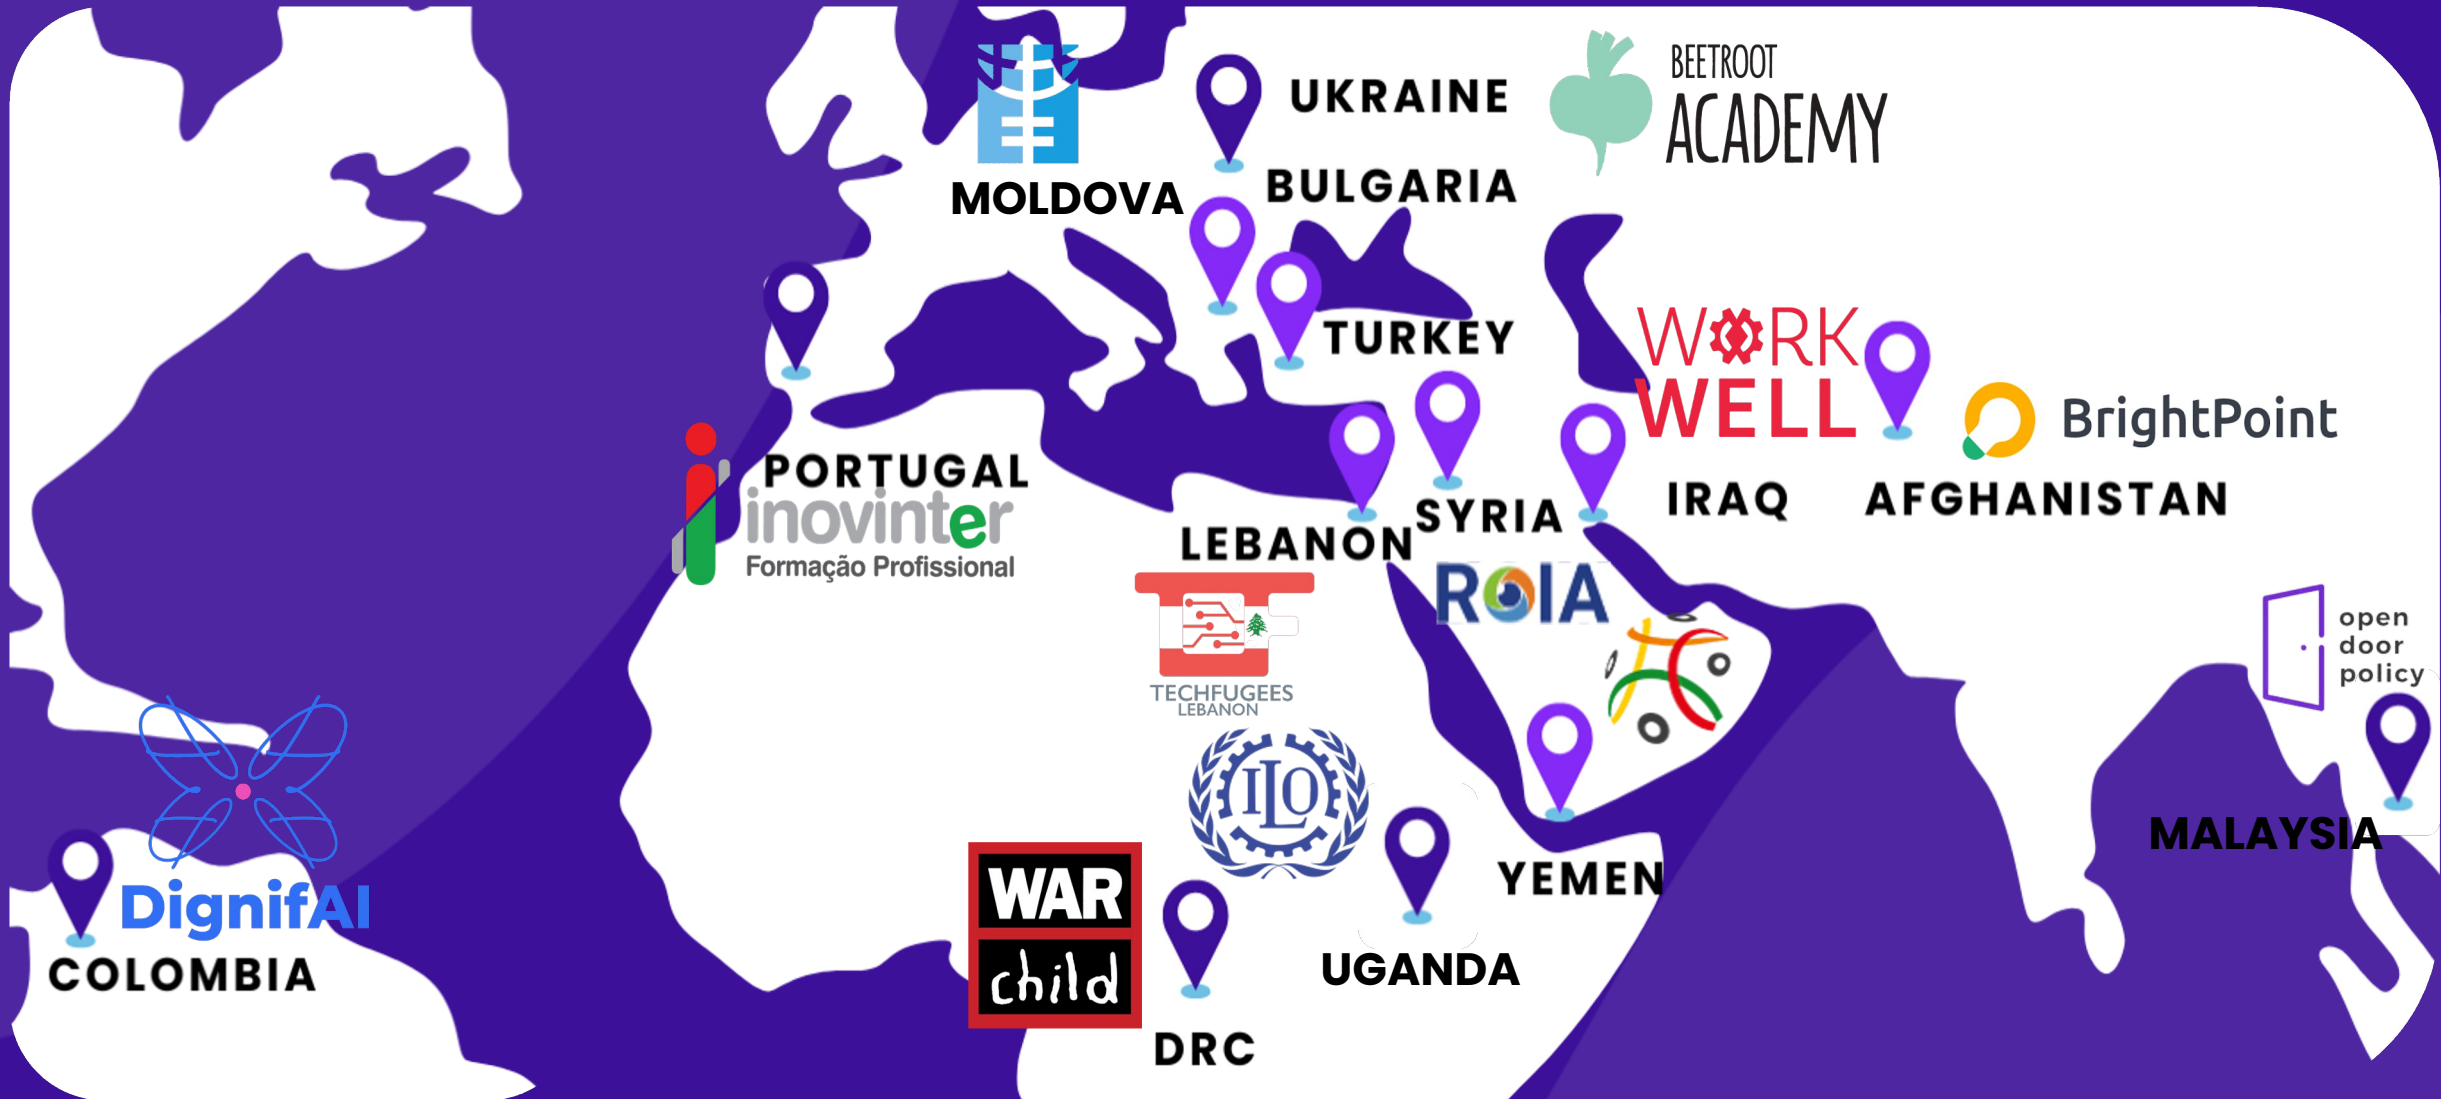 BEETROOT
ACADEMY
UKRAINE
BULGARIA
MOLDOVA
TURKEY
WORK
WELL
BrightPoint
PORTUGAL
inovinter
Formação Profissional
IRAQ
AFGHANISTAN
SYRIA
LEBANON
ROIA
TECHFUGEES
LEBANON
open
door
policy
ILO
MALAYSIA
WAR
child
YEMEN
DignifAI
COLOMBIA
UGANDA
DRC